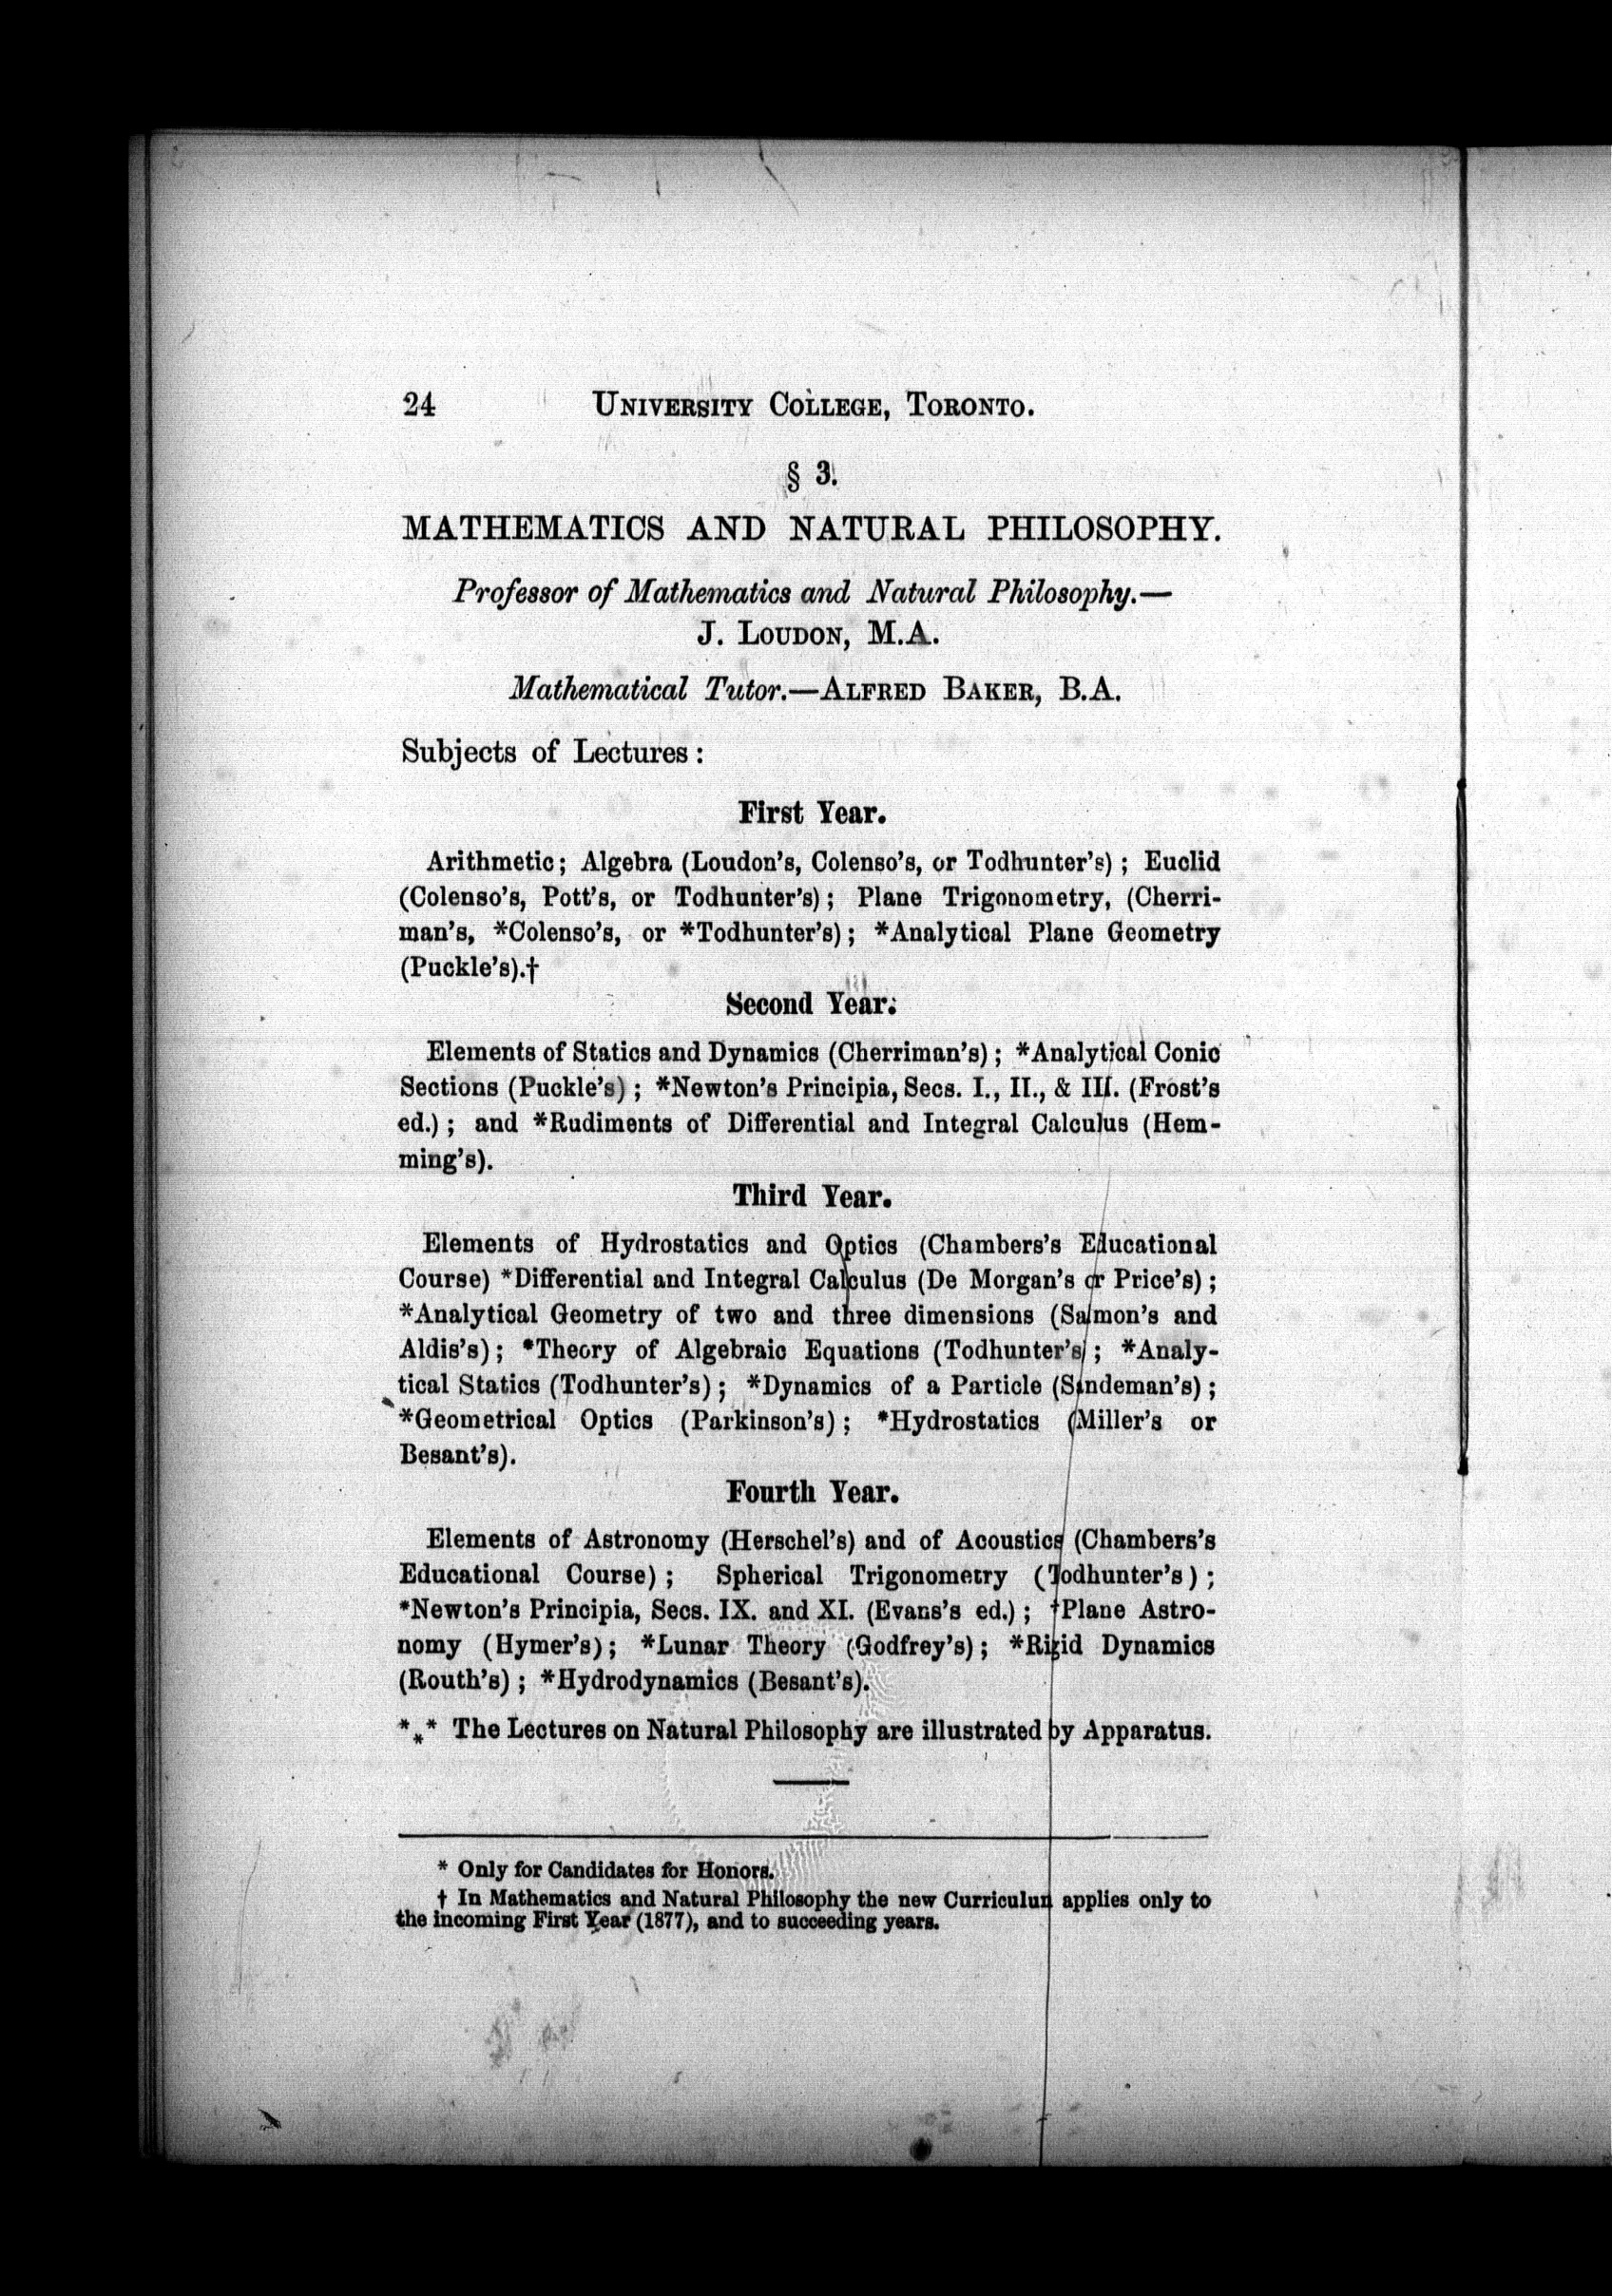 24 UNIVERSITY COLLEGE, TORONTO.
§ 3.
MATHEMATICS AND NATURAL PHILOSOPHY.
Professor of Mathematics and Natural Philosophy.—
J. LOUDON, M.A.
Mathematical Tutor.—ALFRED BAKER, B.A.
Subjects of Lectures:
First Year.
Arithmetic; Algebra (Loudon's, Colenso's, or Todhunter's); Euclid
(Colenso's, Pott's, or Todhunter's); Plane Trigonometry, (Cherri-
man's, *Colenso's, or *Todhunter's); *Analytical Plane Geometry
(Puckle's).†
Second Year.
Elements of Statics and Dynamics (Cherriman's); *Analytical Conic
Sections (Puckle's); *Newton's Principia, Secs. I., II., & III. (Frost's
ed.); and *Rudiments of Differential and Integral Calculus (Hem-
ming's).
Third Year.
Elements of Hydrostatics and Optics (Chambers's Educational
Course) *Differential and Integral Calculus (De Morgan's or Price's);
*Analytical Geometry of two and three dimensions (Salmon's and
Aldis's); *Theory of Algebraic Equations (Todhunter's); *Analy-
tical Statics (Todhunter's); *Dynamics of a Particle (Sandeman's);
*Geometrical Optics (Parkinson's); *Hydrostatics (Miller's or
Besant's).
Fourth Year.
Elements of Astronomy (Herschel's) and of Acoustics (Chambers's
Educational Course); Spherical Trigonometry (Todhunter's);
*Newton's Principia, Secs. IX. and XI. (Evans's ed.); *Plane Astro-
nomy (Hymer's); *Lunar Theory (Godfrey's); *Rigid Dynamics
(Routh's); *Hydrodynamics (Besant's).
*** The Lectures on Natural Philosophy are illustrated by Apparatus.
* Only for Candidates for Honors.
† In Mathematics and Natural Philosophy the new Curriculum applies only to
the incoming First Year (1877), and to succeeding years.